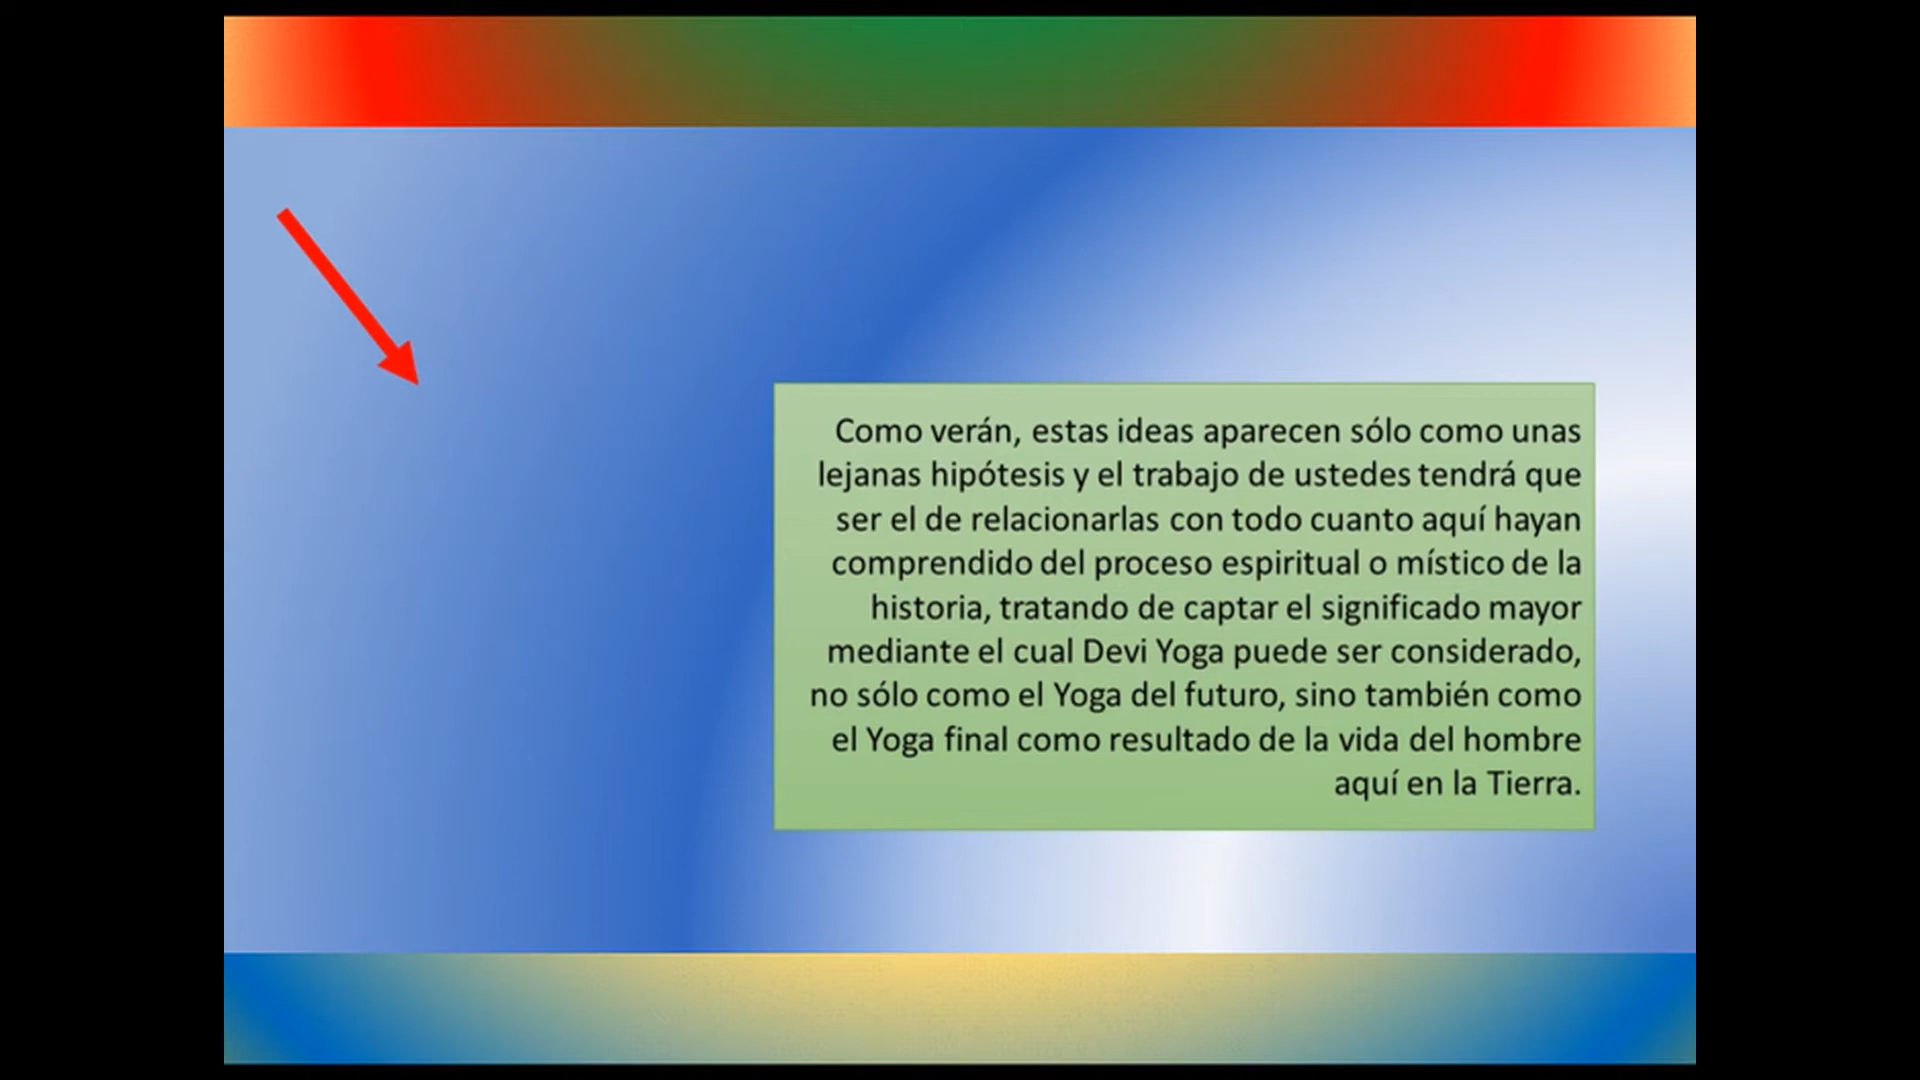 Como verán, estas ideas aparecen sólo como unas
lejanas hipótesis y el trabajo de ustedes tendrá que
ser el de relacionarlas con todo cuanto aquí hayan
comprendido del proceso espiritual o místico de la
historia, tratando de captar el significado mayor
mediante el cual Devi Yoga puede ser considerado,
no sólo como el Yoga del futuro, sino también como
el Yoga final como resultado de la vida del hombre
aquí en la Tierra.